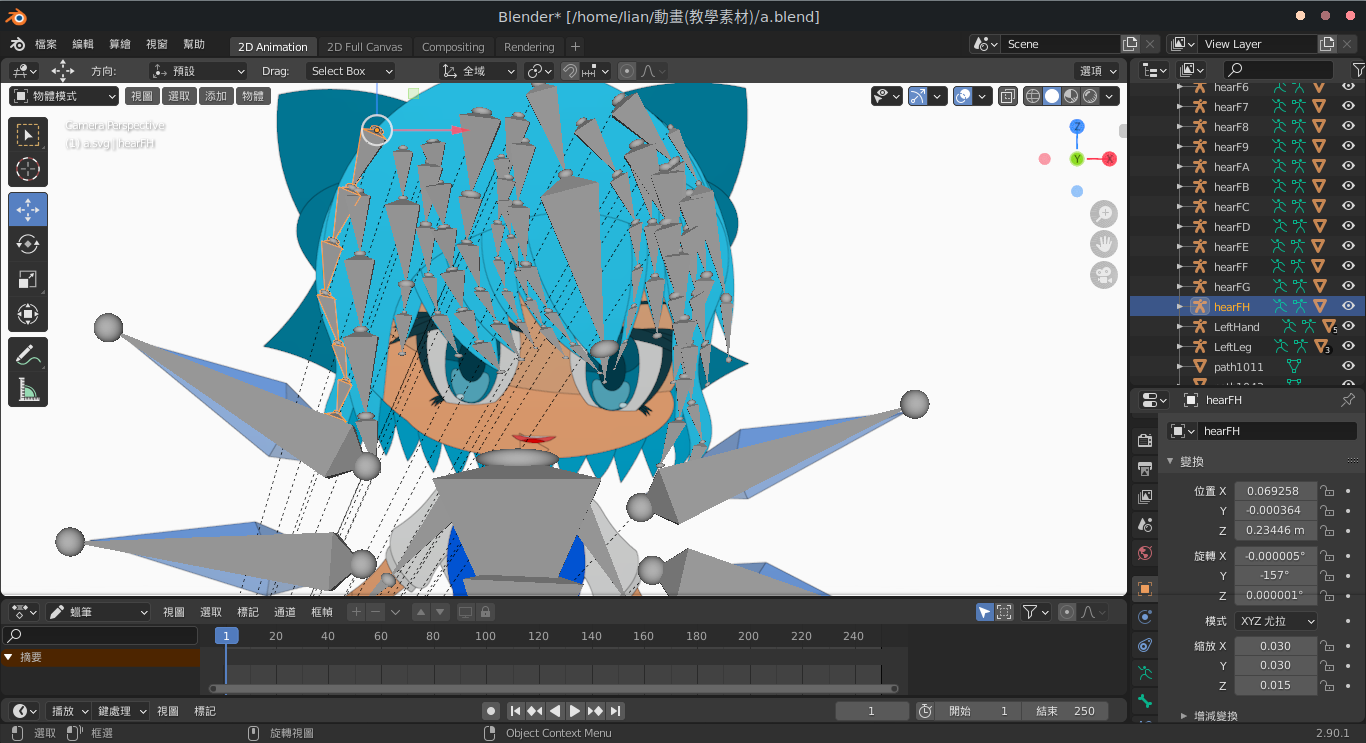 Blender* [/home/lian/動畫(教學素材)/a.blend]
檔案 編輯 算繪 視窗 幫助 2D Animation 2D Full Canvas Compositing Rendering + Scene View Layer
方向: 預設 Drag: Select Box 全域 選項
物體模式 視圖 選取 添加 物體
Camera Perspective
(1) a.svg | hearFH
Z
Y
X
hearF6
hearF7
hearF8
hearF9
hearFA
hearFB
hearFC
hearFD
hearFE
hearFF
hearFG
hearFH
LeftHand 5
LeftLeg 3
path1011
hearFH
hearFH
變換
位置 X 0.069258
Y -0.000364
Z 0.23446 m
旋轉 X -0.000005°
Y -157°
Z 0.000001°
模式 XYZ 尤拉
縮放 X 0.030
Y 0.030
Z 0.015
增減變換
蠟筆 視圖 選取 標記 通道 框幀
1 20 40 60 80 100 120 140 160 180 200 220 240
摘要
播放 鍵處理 視圖 標記 1 開始 1 結束 250
選取 框選 旋轉視圖 Object Context Menu 2.90.1